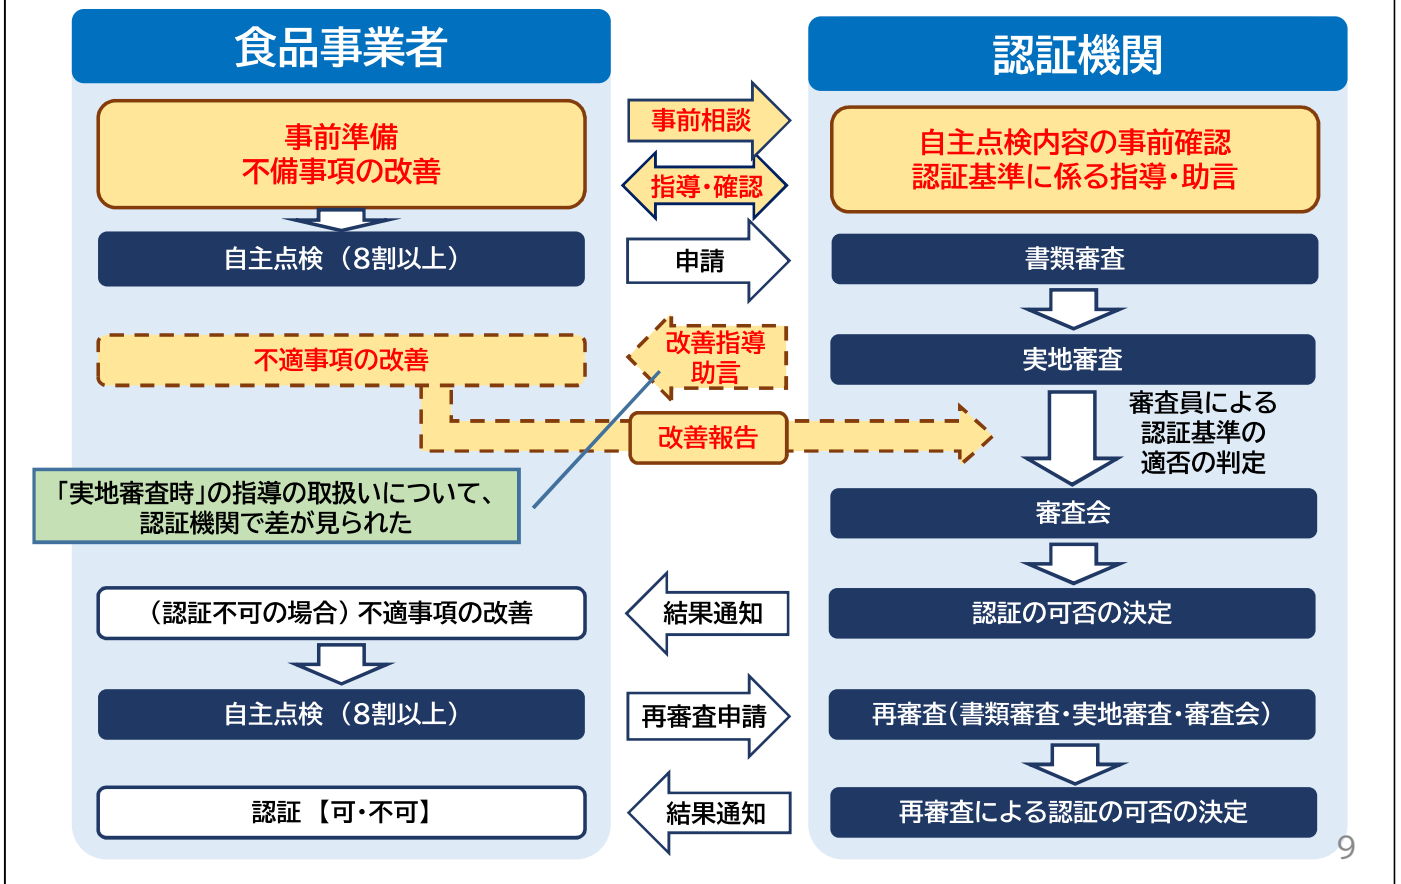 食品事業者
認証機関
事前準備
不備事項の改善
事前相談
指導・確認
自主点検内容の事前確認
認証基準に係る指導・助言
自主点検（8割以上）
申請
書類審査
不適事項の改善
改善指導
助言
実地審査
改善報告
審査員による
認証基準の
適否の判定
「実地審査時」の指導の取扱いについて、
認証機関で差が見られた
審査会
（認証不可の場合）不適事項の改善
結果通知
認証の可否の決定
自主点検（8割以上）
再審査申請
再審査（書類審査・実地審査・審査会）
認証【可・不可】
結果通知
再審査による認証の可否の決定
9